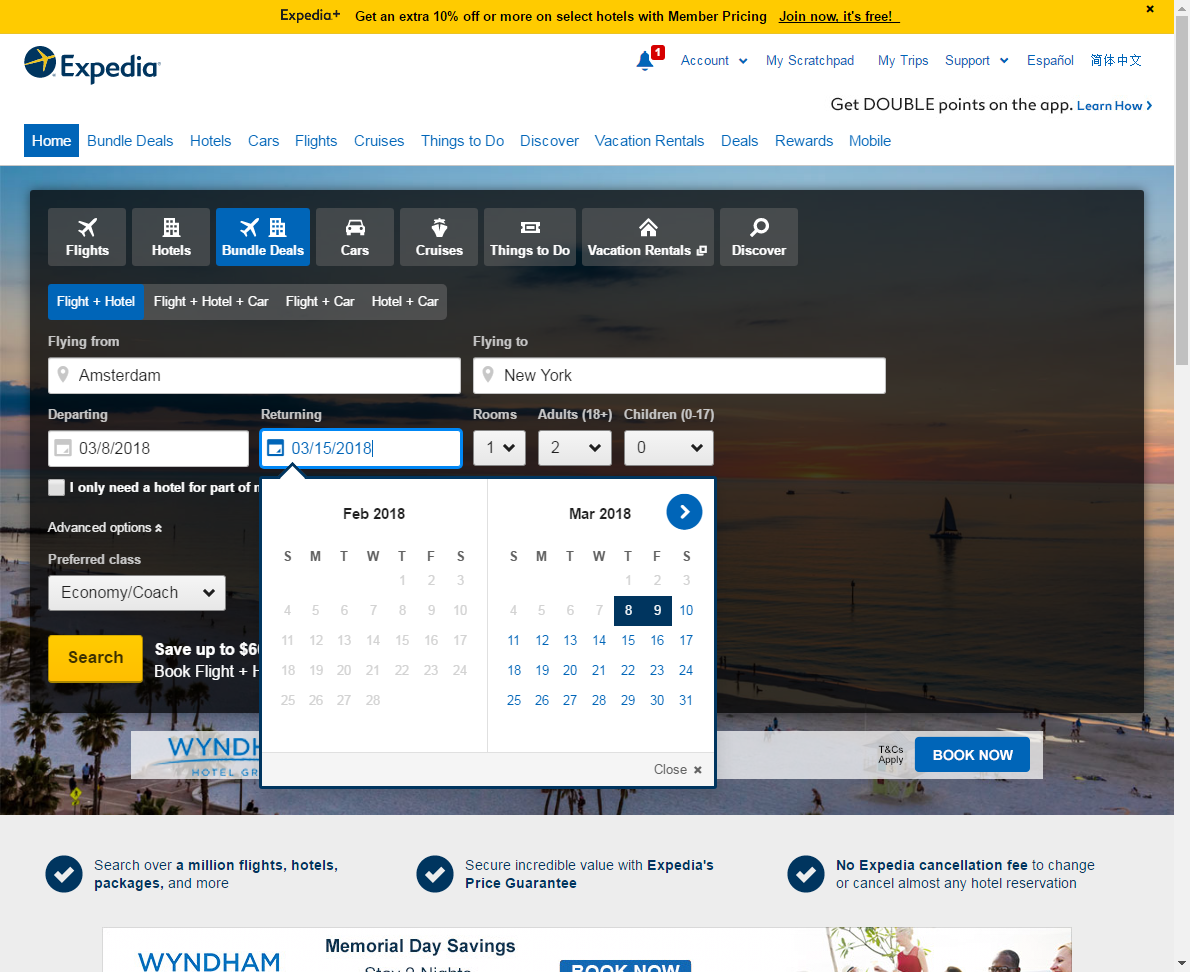 Expedia+ Get an extra 10% off or more on select hotels with Member Pricing Join now, it's free! ×
Expedia
1 Account My Scratchpad My Trips Support Español 简体中文
Get DOUBLE points on the app. Learn How
Home Bundle Deals Hotels Cars Flights Cruises Things to Do Discover Vacation Rentals Deals Rewards Mobile
Flights Hotels Bundle Deals Cars Cruises Things to Do Vacation Rentals Discover
Flight + Hotel Flight + Hotel + Car Flight + Car Hotel + Car
Flying from Flying to
Amsterdam New York
Departing Returning Rooms Adults (18+) Children (0-17)
03/8/2018 03/15/2018 1 2 0
I only need a hotel for part of
Advanced options
Preferred class
Economy/Coach
Search
Save up to $6
Book Flight +
Feb 2018 Mar 2018
S M T W T F S S M T W T F S
1 2 3 1 2 3
4 5 6 7 8 9 10 4 5 6 7 8 9 10
11 12 13 14 15 16 17 11 12 13 14 15 16 17
18 19 20 21 22 23 24 18 19 20 21 22 23 24
25 26 27 28 25 26 27 28 29 30 31
Close ×
WYNDH
HOTEL GR
T&Cs
Apply
BOOK NOW
Search over a million flights, hotels,
packages, and more
Secure incredible value with Expedia's
Price Guarantee
No Expedia cancellation fee to change
or cancel almost any hotel reservation
WYNDHAM
Memorial Day Savings
Stay 2 Nights
BOOK NOW